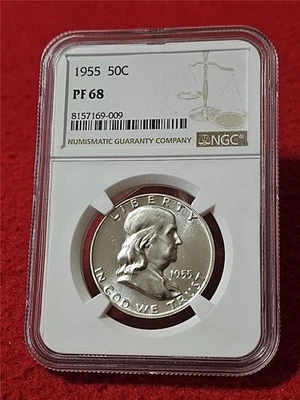 1955 50C
PF 68
8157169-009
NUMISMATIC GUARANTY COMPANY
NGC
LIBERTY
1955
IN GOD WE TRUST